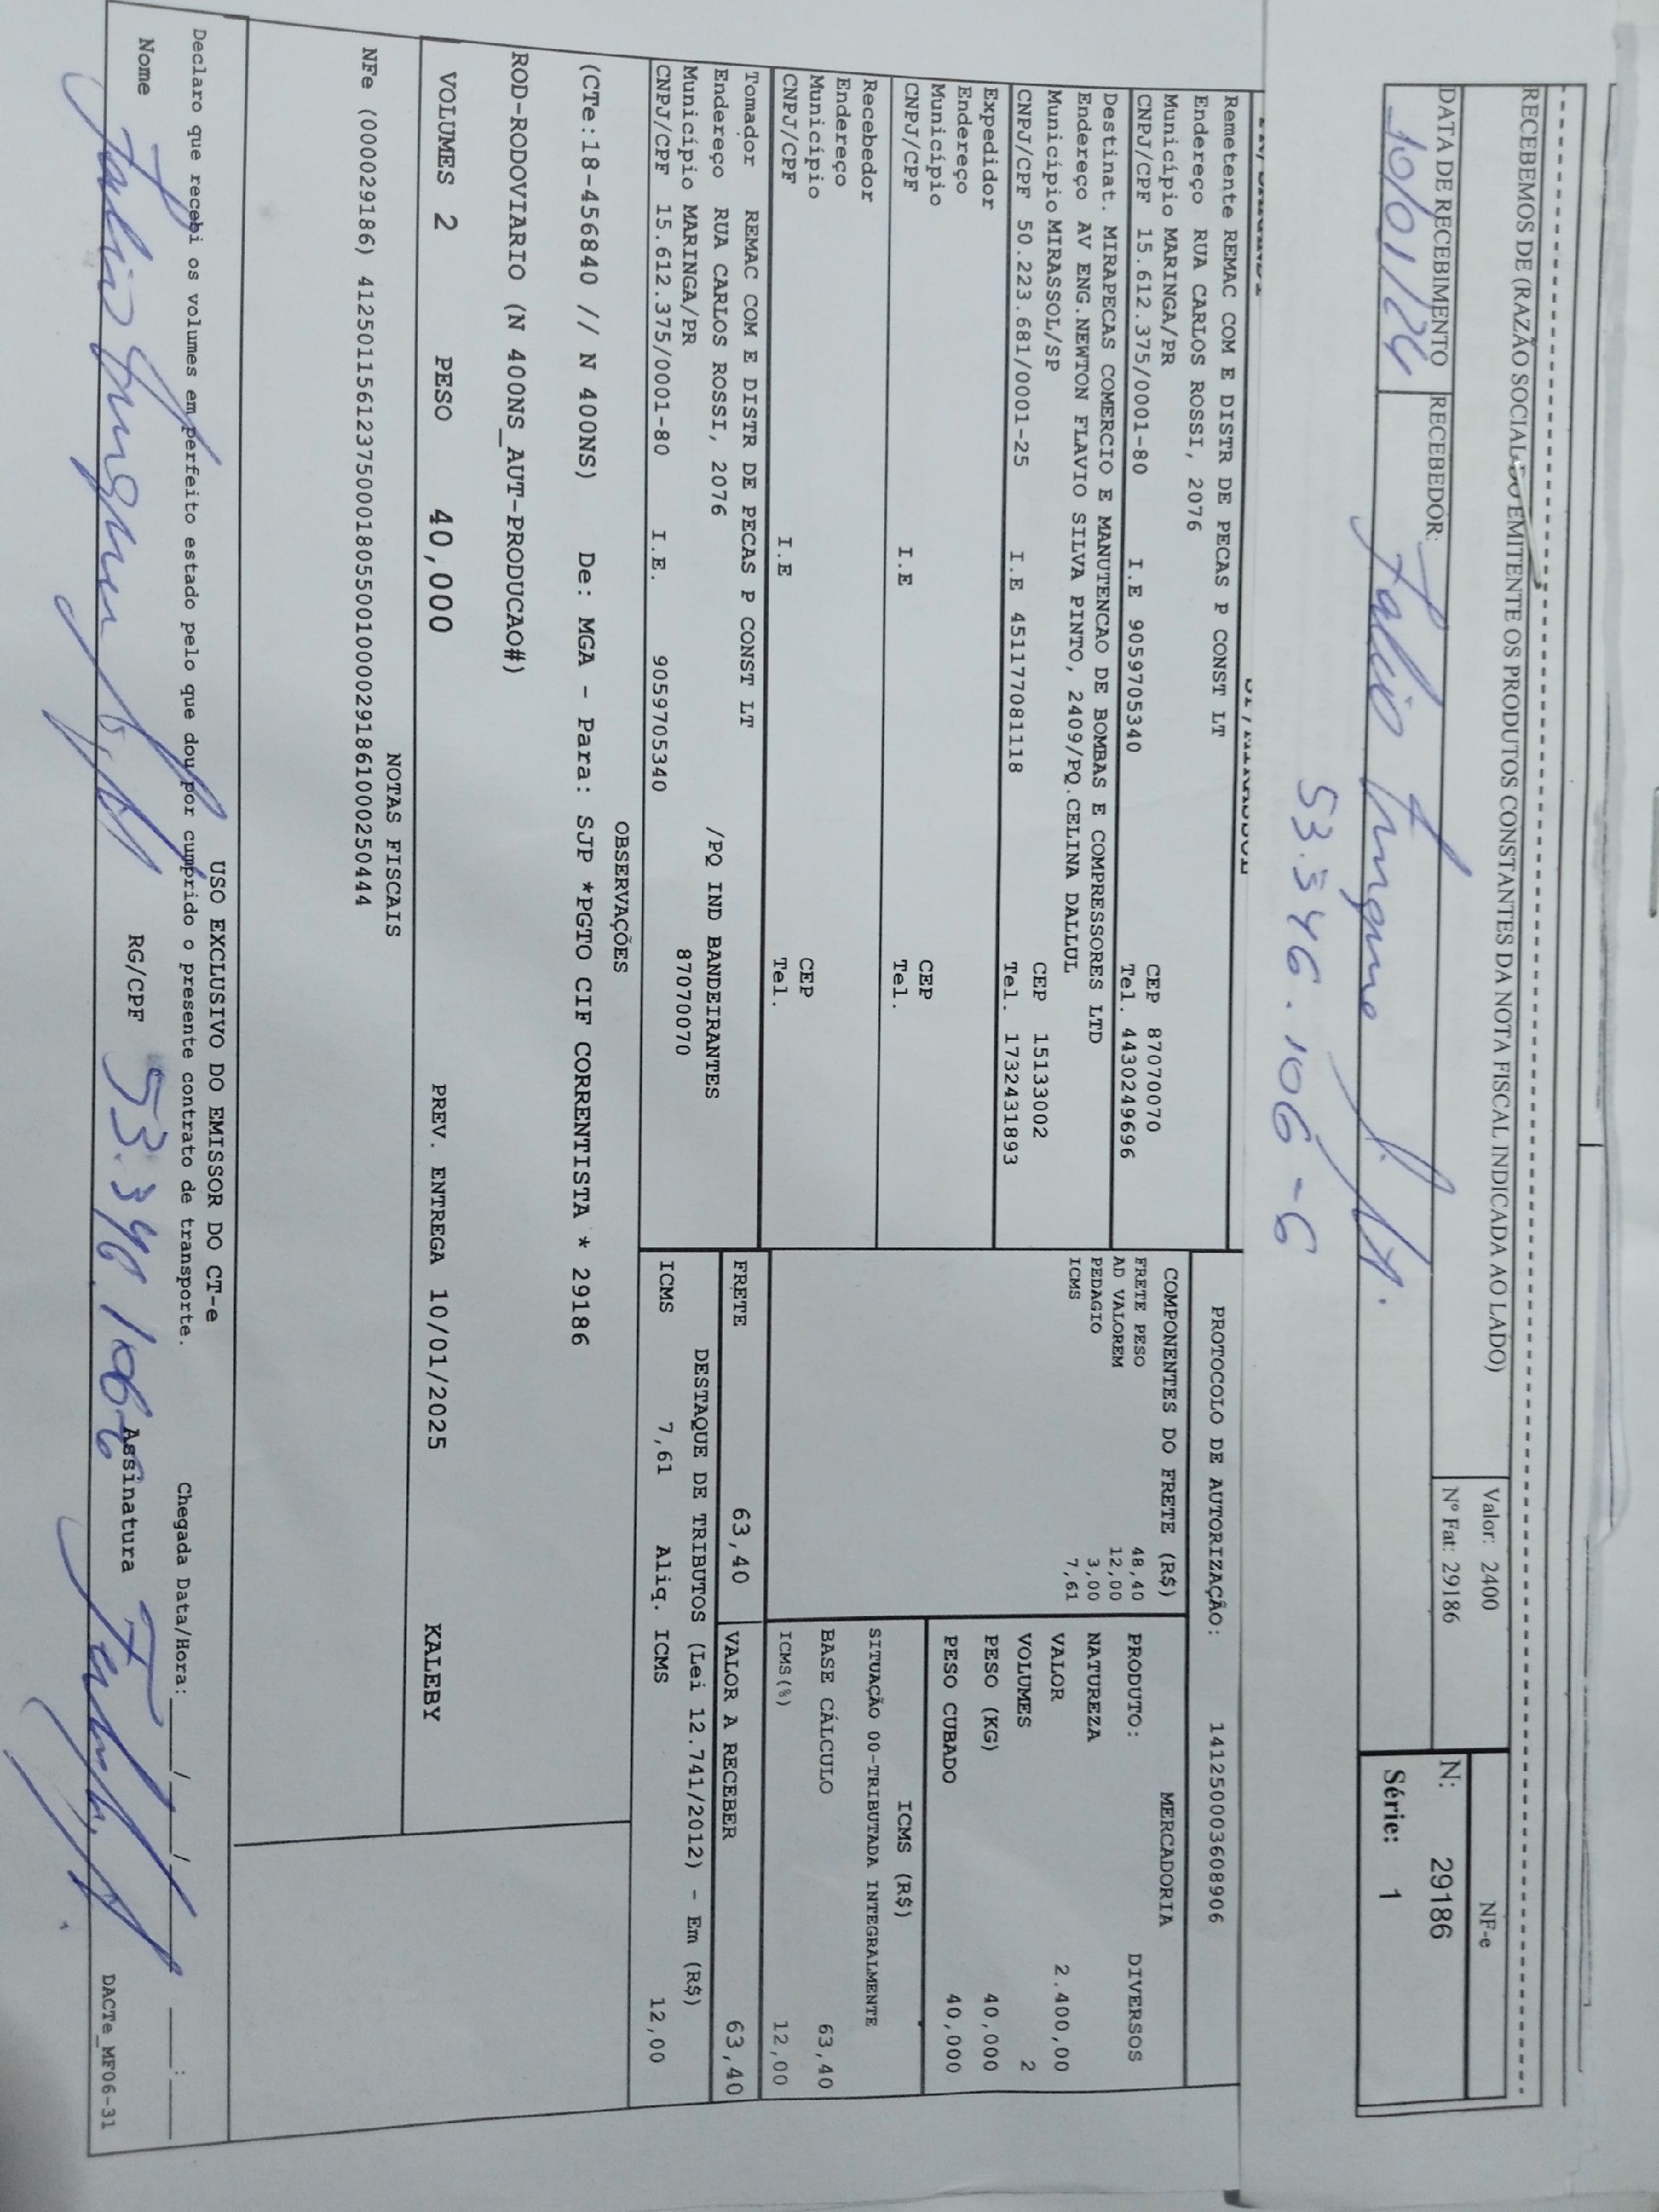 RECEBEMOS DE (RAZÃO SOCIAL DO EMITENTE OS PRODUTOS CONSTANTES DA NOTA FISCAL INDICADA AO LADO)
Valor: 2400
NF-e
DATA DE RECEBIMENTO
RECEBEDOR:
Nº Fat: 29186
N: 29186
Série: 1
10/01/24
53.346.106-6
PROTOCOLO DE AUTORIZAÇÃO: 141250003608906
Remetente REMAC COM E DISTR DE PECAS P CONST LT
Endereço RUA CARLOS ROSSI, 2076
CEP 87070070
Município MARINGA/PR
Tel. 4430249696
CNPJ/CPF 15.612.375/0001-80 I.E 9059705340
Destinat. MIRAPECAS COMERCIO E MANUTENCAO DE BOMBAS E COMPRESSORES LTD
Endereço AV ENG.NEWTON FLAVIO SILVA PINTO, 2409/PQ.CELINA DALLUL
Município MIRASSOL/SP
CEP 15133002
CNPJ/CPF 50.223.681/0001-25 I.E 451177081118
Tel. 1732431893
Expedidor
Endereço
Município
CEP
CNPJ/CPF I.E Tel.
Recebedor
Endereço
Município
CEP
CNPJ/CPF I.E Tel.
Tomador REMAC COM E DISTR DE PECAS P CONST LT
Endereço RUA CARLOS ROSSI, 2076 /PQ IND BANDEIRANTES
Município MARINGA/PR 87070070
CNPJ/CPF 15.612.375/0001-80 I.E. 9059705340
COMPONENTES DO FRETE (R$)
FRETE PESO 48,40
AD VALOREM 12,00
PEDAGIO 3,00
ICMS 7,61
MERCADORIA
PRODUTO: DIVERSOS
NATUREZA
VALOR 2.400,00
VOLUMES 2
PESO (KG) 40,000
PESO CUBADO 40,000
ICMS (R$)
SITUAÇÃO 00-TRIBUTADA INTEGRALMENTE
BASE CÁLCULO 63,40
ICMS(%) 12,00
FRETE 63,40 VALOR A RECEBER 63,40
DESTAQUE DE TRIBUTOS (Lei 12.741/2012) - Em (R$)
ICMS 7,61 Aliq. ICMS 12,00
OBSERVAÇÕES
(CTe:18-456840 // N 400NS) De: MGA - Para: SJP *PGTO CIF CORRENTISTA * 29186
ROD-RODOVIARIO (N 400NS_AUT-PRODUCAO#)
VOLUMES 2 PESO 40,000 PREV. ENTREGA 10/01/2025 KALEBY
NOTAS FISCAIS
NFe (000029186) 41250115612375000180550010000291861000250444
USO EXCLUSIVO DO EMISSOR DO CT-e
Declaro que recebi os volumes em perfeito estado pelo que dou por cumprido o presente contrato de transporte. Chegada Data/Hora:____/____/____ ____:____
Nome RG/CPF 53.346.106-6 Assinatura
DACTe_MF06-31